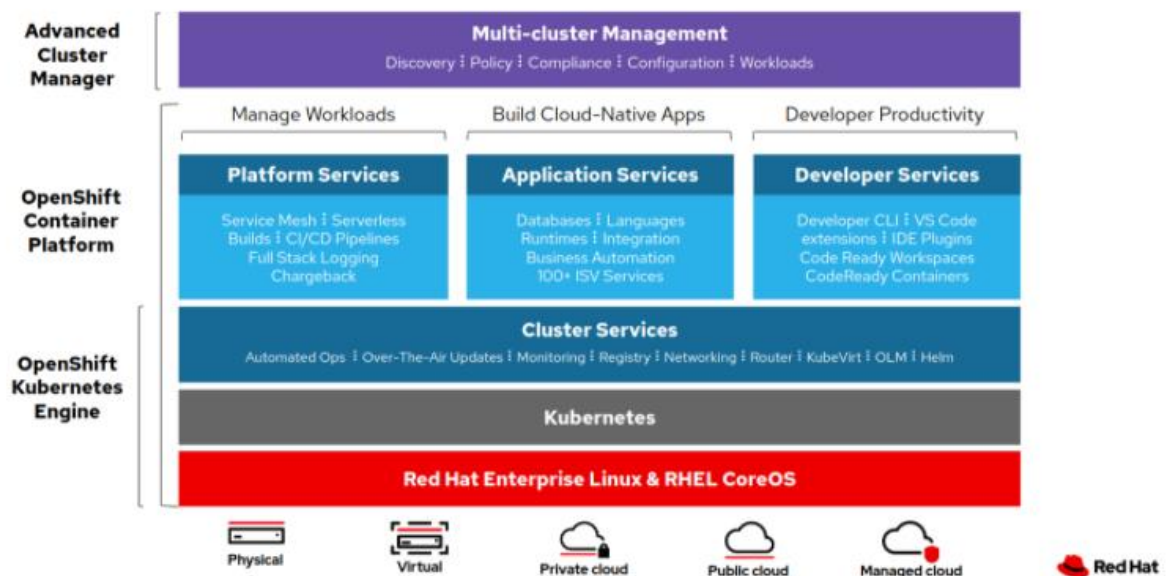 Advanced
Cluster
Manager
Multi-cluster Management
Discovery ⁞ Policy ⁞ Compliance ⁞ Configuration ⁞ Workloads
Manage Workloads
Build Cloud-Native Apps
Developer Productivity
OpenShift
Container
Platform
Platform Services
Service Mesh ⁞ Serverless
Builds ⁞ CI/CD Pipelines
Full Stack Logging
Chargeback
Application Services
Databases ⁞ Languages
Runtimes ⁞ Integration
Business Automation
100+ ISV Services
Developer Services
Developer CLI ⁞ VS Code
extensions ⁞ IDE Plugins
Code Ready Workspaces
CodeReady Containers
OpenShift
Kubernetes
Engine
Cluster Services
Automated Ops ⁞ Over-The-Air Updates ⁞ Monitoring ⁞ Registry ⁞ Networking ⁞ Router ⁞ KubeVirt ⁞ OLM ⁞ Helm
Kubernetes
Red Hat Enterprise Linux & RHEL CoreOS
Physical
Virtual
Private cloud
Public cloud
Managed cloud
Red Hat